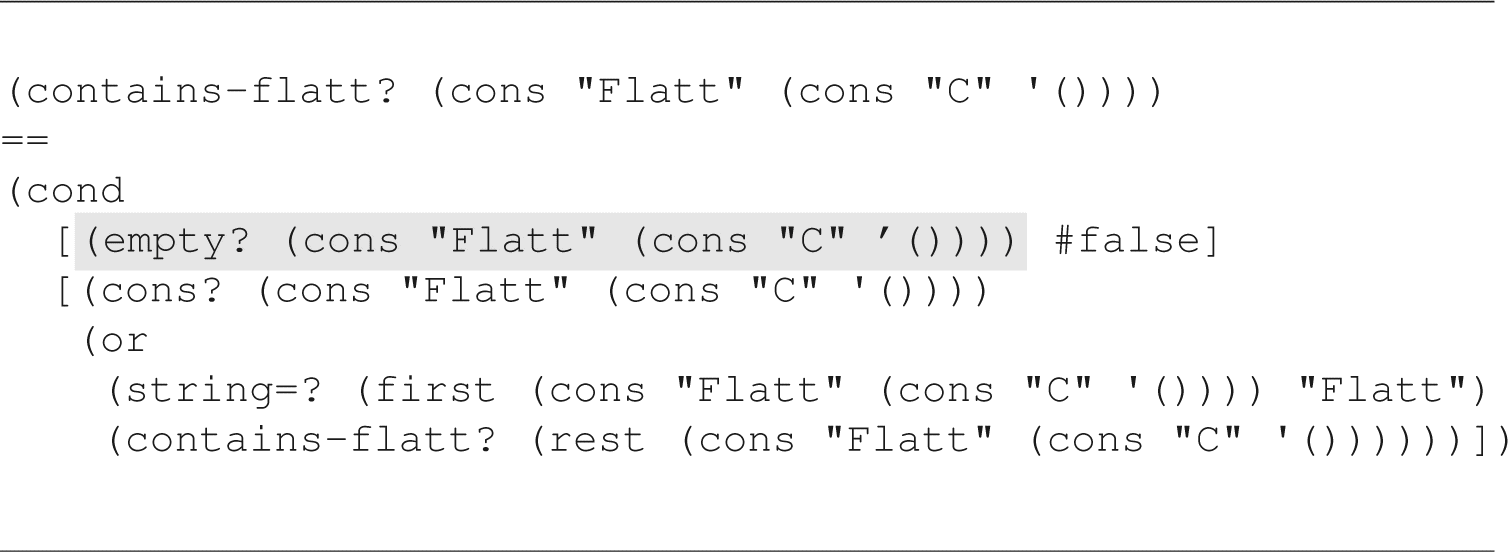 (contains-flatt? (cons "Flatt" (cons "C" '())))
==
(cond
[(empty? (cons "Flatt" (cons "C" ’()))) #false]
[(cons? (cons "Flatt" (cons "C" '())))
(or
(string=? (first (cons "Flatt" (cons "C" '()))) "Flatt")
(contains-flatt? (rest (cons "Flatt" (cons "C" '())))))])